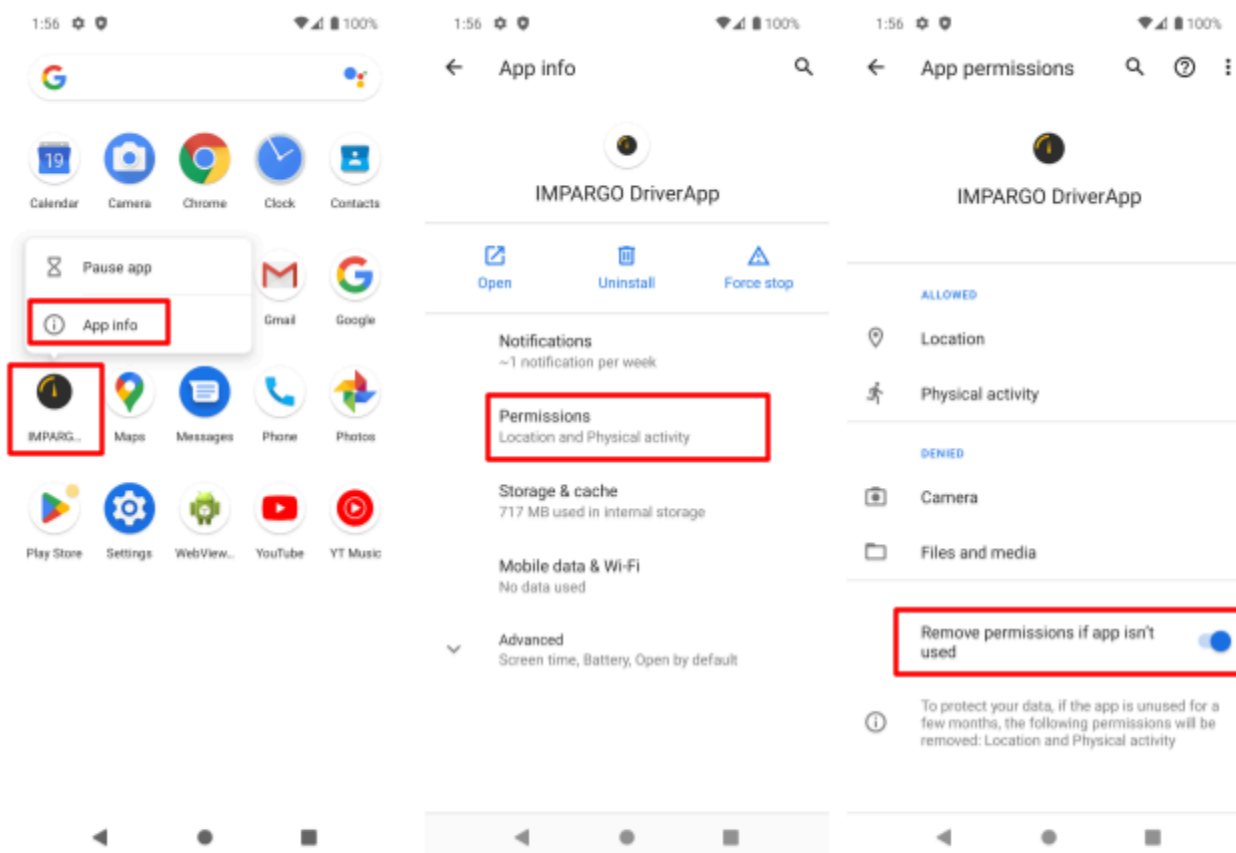 1:56
100%
G
19
Calendar
Camera
Chrome
Clock
Contacts
Pause app
App info
Gmail
Google
IMPARG...
Maps
Messages
Phone
Photos
Play Store
Settings
WebView...
YouTube
YT Music
1:56
100%
App info
IMPARGO DriverApp
Open
Uninstall
Force stop
Notifications
~1 notification per week
Permissions
Location and Physical activity
Storage & cache
717 MB used in internal storage
Mobile data & Wi-Fi
No data used
Advanced
Screen time, Battery, Open by default
1:56
100%
App permissions
IMPARGO DriverApp
ALLOWED
Location
Physical activity
DENIED
Camera
Files and media
Remove permissions if app isn't
used
To protect your data, if the app is unused for a
few months, the following permissions will be
removed: Location and Physical activity